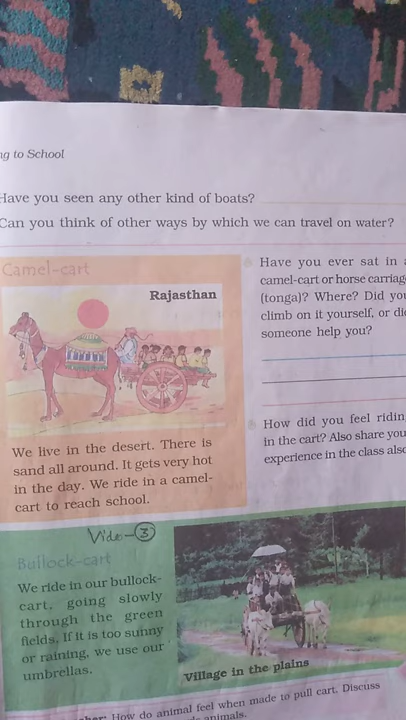 ng to School
Have you seen any other kind of boats?
Can you think of other ways by which we can travel on water?
Camel-cart
Rajasthan
We live in the desert. There is
sand all around. It gets very hot
in the day. We ride in a camel-
cart to reach school.
Have you ever sat in a
camel-cart or horse carriag
(tonga)? Where? Did you
climb on it yourself, or did
someone help you?
How did you feel ridin
in the cart? Also share you
experience in the class also
Video-③
Bullock-cart
We ride in our bullock-
cart, going slowly
through the green
fields. If it is too sunny
or raining, we use our
umbrellas.
Village in the plains
her: How do animal feel when made to pull cart. Discuss
animals.